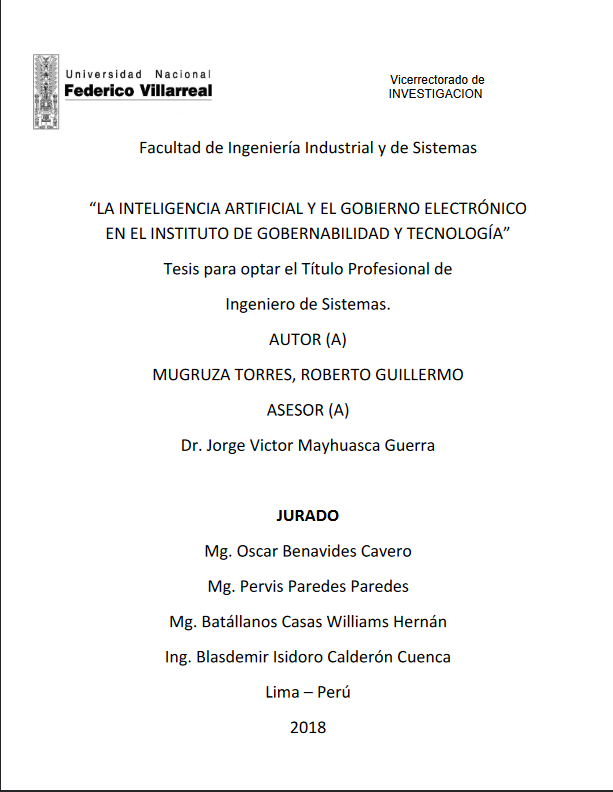 Universidad Nacional
Federico Villarreal
Vicerrectorado de
INVESTIGACION
Facultad de Ingeniería Industrial y de Sistemas
“LA INTELIGENCIA ARTIFICIAL Y EL GOBIERNO ELECTRÓNICO
EN EL INSTITUTO DE GOBERNABILIDAD Y TECNOLOGÍA”
Tesis para optar el Título Profesional de
Ingeniero de Sistemas.
AUTOR (A)
MUGRUZA TORRES, ROBERTO GUILLERMO
ASESOR (A)
Dr. Jorge Victor Mayhuasca Guerra
JURADO
Mg. Oscar Benavides Cavero
Mg. Pervis Paredes Paredes
Mg. Batállanos Casas Williams Hernán
Ing. Blasdemir Isidoro Calderón Cuenca
Lima – Perú
2018